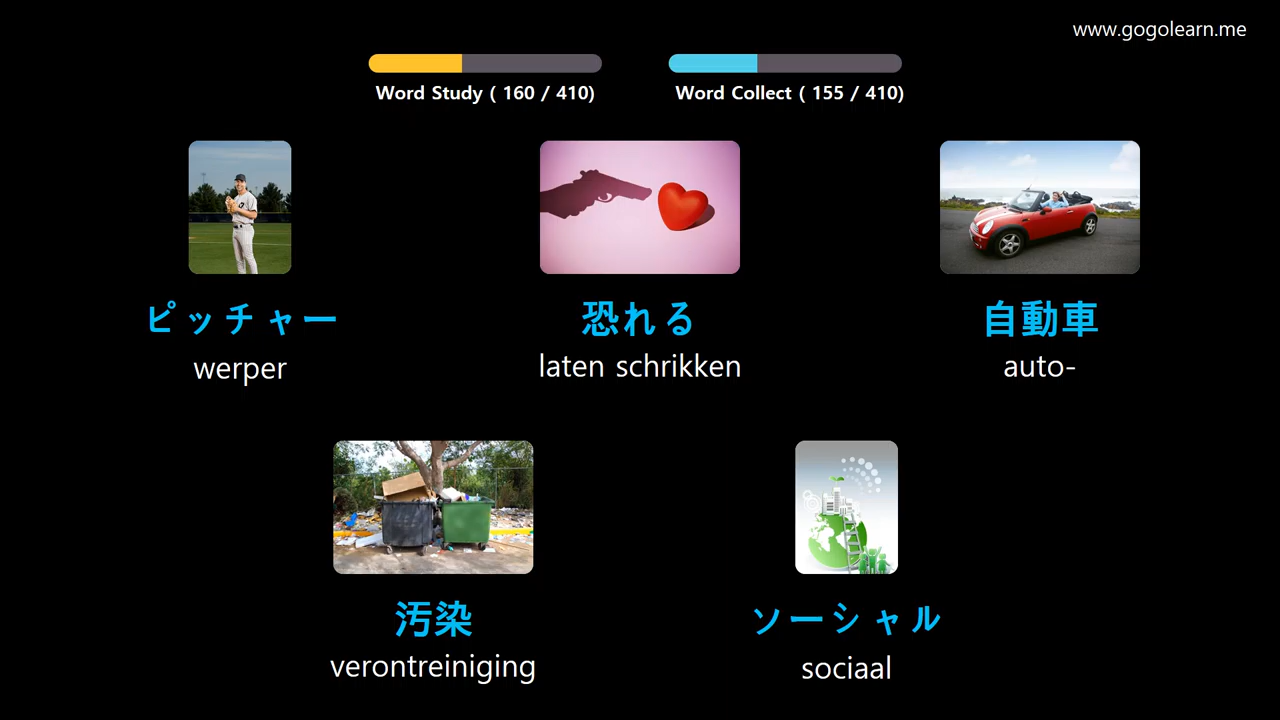 www.gogolearn.me
Word Study ( 160 / 410)
Word Collect ( 155 / 410)
ピッチャー
werper
恐れる
laten schrikken
自動車
auto-
汚染
verontreiniging
ソーシャル
sociaal